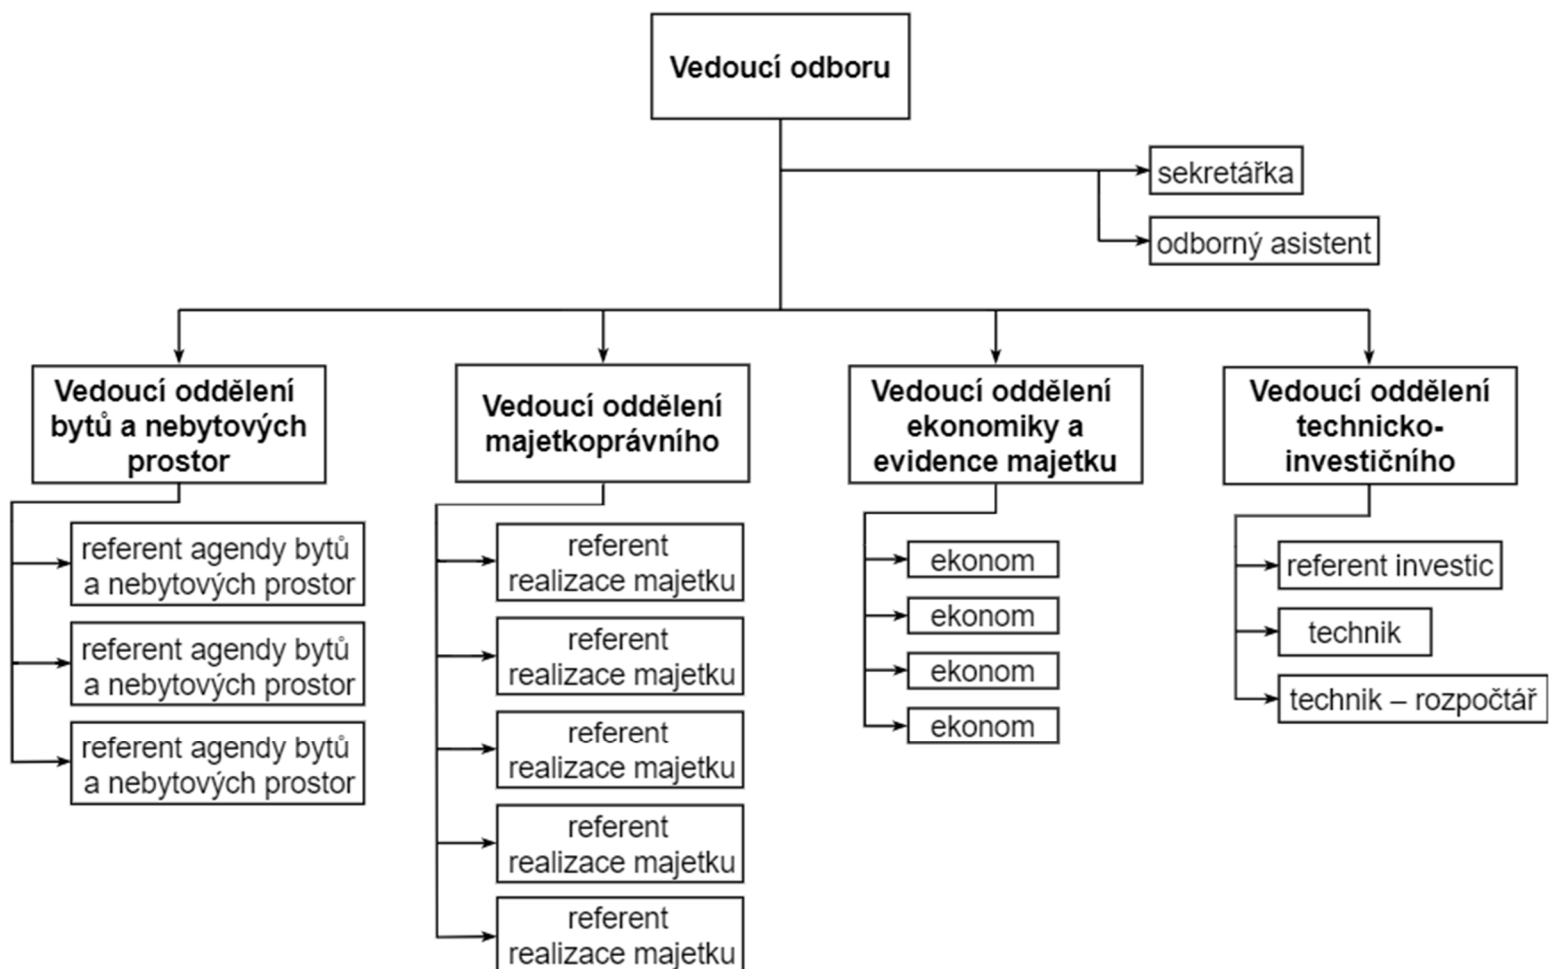 Vedoucí odboru
sekretářka
odborný asistent
Vedoucí oddělení
bytů a nebytových
prostor
Vedoucí oddělení
majetkoprávního
Vedoucí oddělení
ekonomiky a
evidence majetku
Vedoucí oddělení
technicko-
investičního
referent agendy bytů
a nebytových prostor
referent agendy bytů
a nebytových prostor
referent agendy bytů
a nebytových prostor
referent
realizace majetku
referent
realizace majetku
referent
realizace majetku
referent
realizace majetku
referent
realizace majetku
ekonom
ekonom
ekonom
ekonom
referent investic
technik
technik – rozpočtář